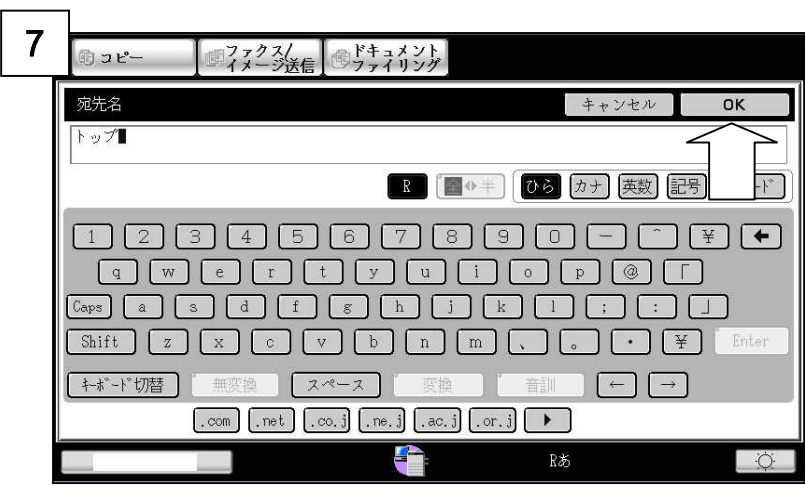 7
コピー
ファクス/
イメージ送信
ドキュメント
ファイリング
宛先名
キャンセル
OK
トップ
R 全 半 ひら カナ 英数 記号
1 2 3 4 5 6 7 8 9 0 － ＾ ￥ ←
q w e r t y u i o p @ 「
Caps a s d f g h j k l ; : 」
Shift z x c v b n m 、 。 ・ ￥ Enter
ｷｰﾎﾞｰﾄﾞ切替 無変換 スペース 変換 音訓 ← →
.com .net .co.j .ne.j .ac.j .or.j
Rあ